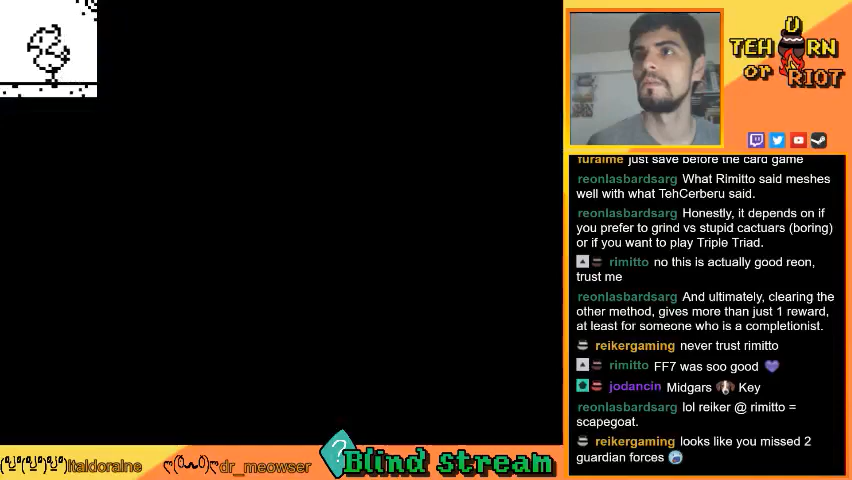 TEH U RN
or RIOT
furaime just save before the card game
reonlasbardsarg What Rimitto said meshes
well with what TehCerberu said.
reonlasbardsarg Honestly, it depends on if
you prefer to grind vs stupid cactuars (boring)
or if you want to play Triple Triad.
rimitto no this is actually good reon,
trust me
reonlasbardsarg And ultimately, clearing the
other method, gives more than just 1 reward,
at least for someone who is a completionist.
reikergaming never trust rimitto
rimitto FF7 was soo good
jodancin Midgars Key
reonlasbardsarg lol reiker @ rimitto =
scapegoat.
reikergaming looks like you missed 2
guardian forces
dr_meowser
? Blind stream